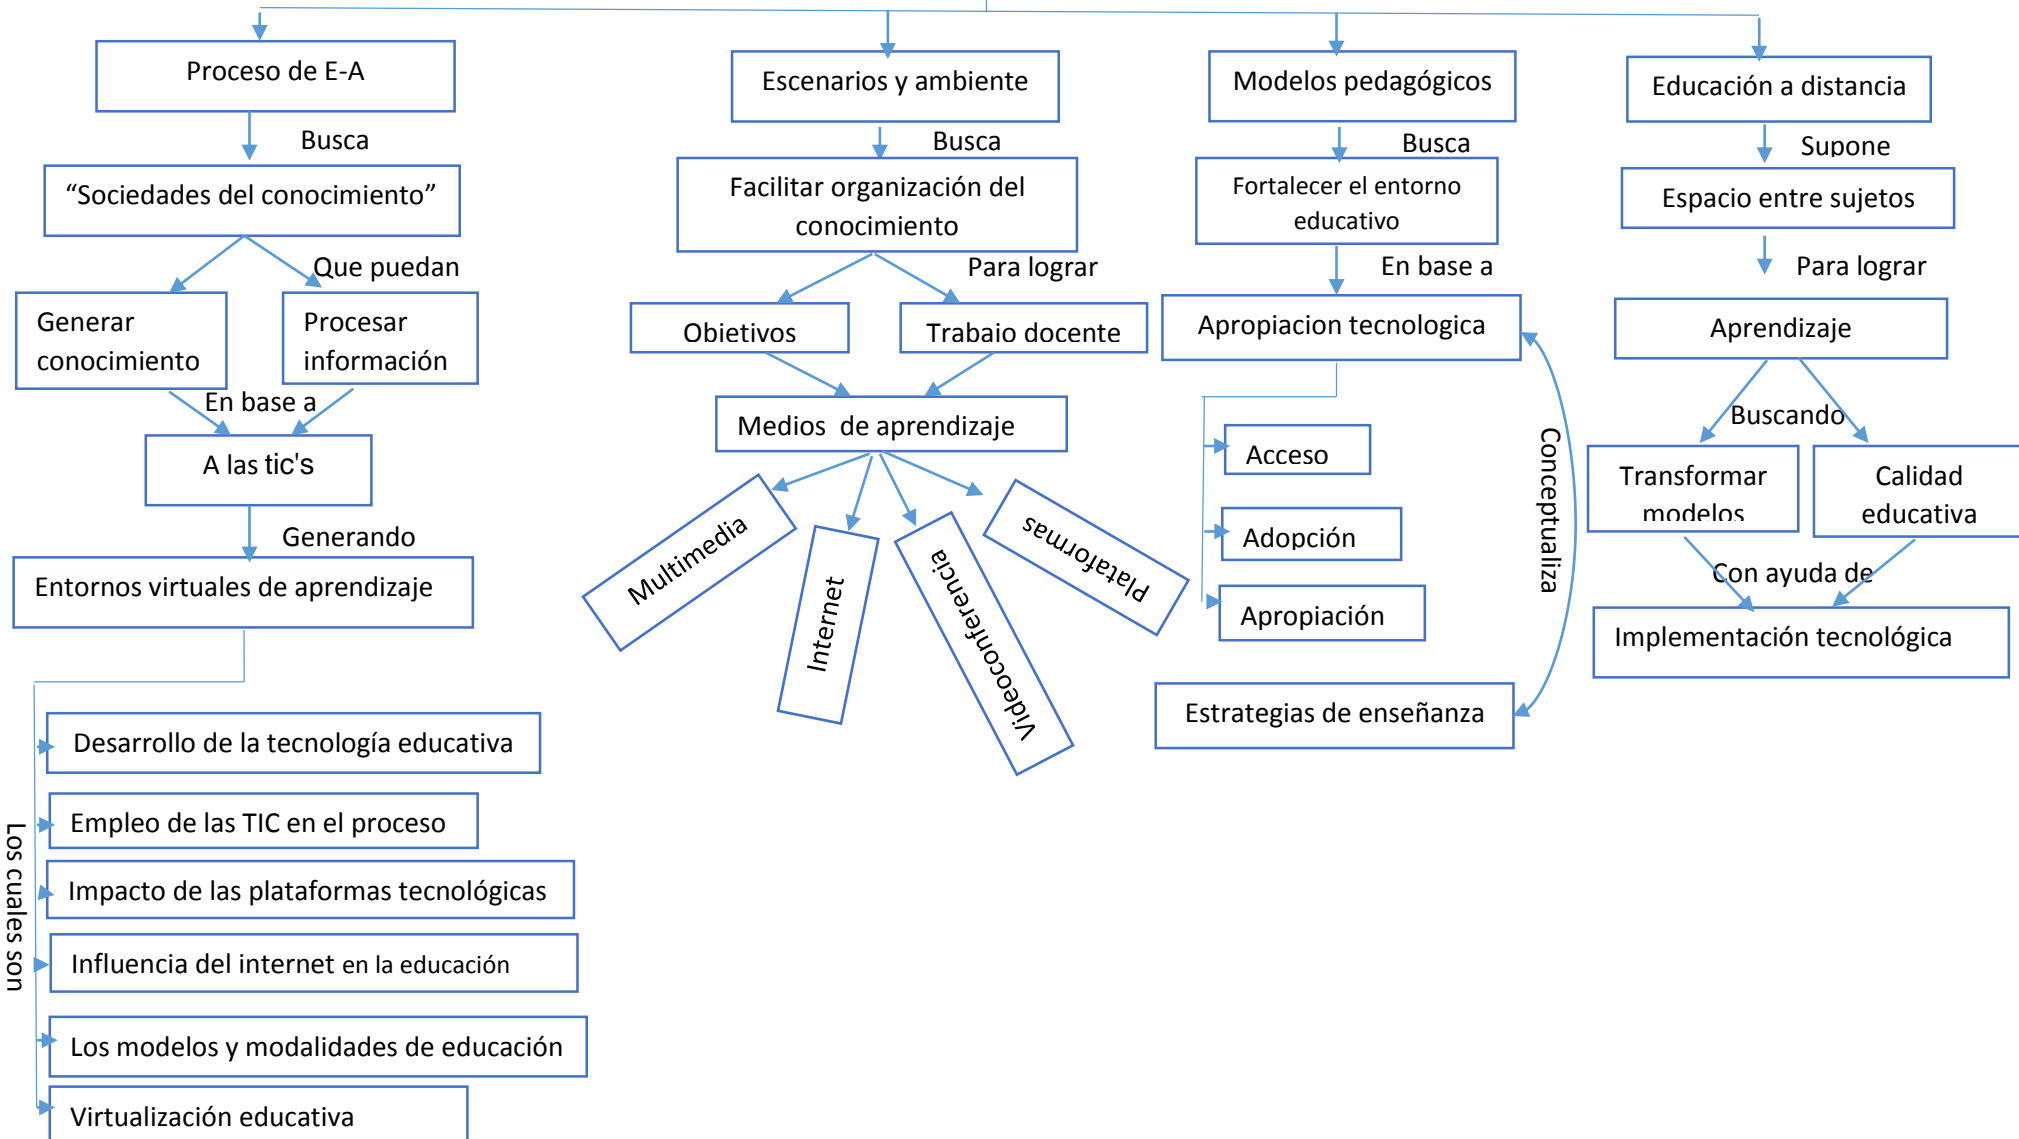 Proceso de E-A
Busca
“Sociedades del conocimiento”
Que puedan
Generar
conocimiento
Procesar
información
En base a
A las tic's
Generando
Entornos virtuales de aprendizaje
Los cuales son
Desarrollo de la tecnología educativa
Empleo de las TIC en el proceso
Impacto de las plataformas tecnológicas
Influencia del internet en la educación
Los modelos y modalidades de educación
Virtualización educativa
Escenarios y ambiente
Busca
Facilitar organización del
conocimiento
Para lograr
Objetivos
Trabajo docente
Medios de aprendizaje
Multimedia
Internet
Videoconferencia
Plataformas
Modelos pedagógicos
Busca
Fortalecer el entorno
educativo
En base a
Apropiacion tecnologica
Acceso
Adopción
Apropiación
Conceptualiza
Estrategias de enseñanza
Educación a distancia
Supone
Espacio entre sujetos
Para lograr
Aprendizaje
Buscando
Transformar
modelos
Calidad
educativa
Con ayuda de
Implementación tecnológica